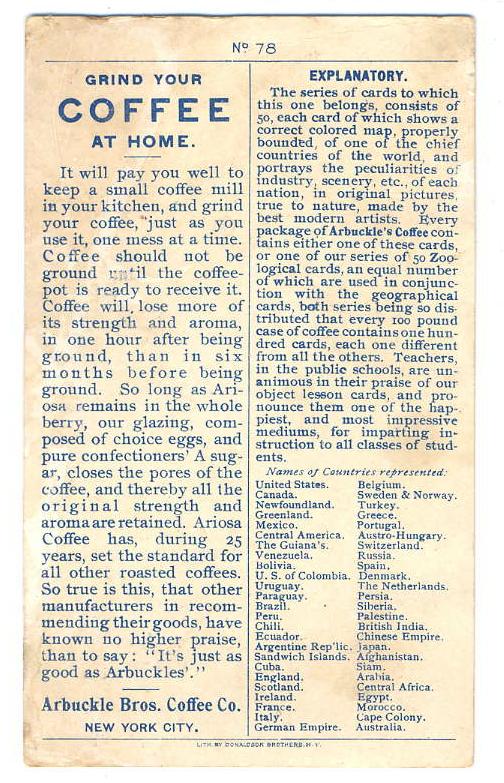 No 78
GRIND YOUR
COFFEE
AT HOME.
It will pay you well to
keep a small coffee mill
in your kitchen, and grind
your coffee, just as you
use it, one mess at a time.
Coffee should not be
ground until the coffee-
pot is ready to receive it.
Coffee will lose more of
its strength and aroma,
in one hour after being
ground, than in six
months before being
ground. So long as Ari-
osa remains in the whole
berry, our glazing, com-
posed of choice eggs, and
pure confectioners' A sug-
ar, closes the pores of the
coffee, and thereby all the
original strength and
aroma are retained. Ariosa
Coffee has, during 25
years, set the standard for
all other roasted coffees.
So true is this, that other
manufacturers in recom-
mending their goods, have
known no higher praise,
than to say: "It's just as
good as Arbuckles'."
Arbuckle Bros. Coffee Co.
NEW YORK CITY.
EXPLANATORY.
The series of cards to which
this one belongs, consists of
50, each card of which shows a
correct colored map, properly
bounded, of one of the chief
countries of the world, and
portrays the peculiarities of
industry, scenery, etc., of each
nation, in original pictures,
true to nature, made by the
best modern artists. Every
package of Arbuckle's Coffee con-
tains either one of these cards,
or one of our series of 50 Zoo-
logical cards, an equal number
of which are used in conjunc-
tion with the geographical
cards, both series being so dis-
tributed that every 100 pound
case of coffee contains one hun-
dred cards, each one different
from all the others. Teachers,
in the public schools, are un-
animous in their praise of our
object lesson cards, and pro-
nounce them one of the hap-
piest, and most impressive
mediums, for imparting in-
struction to all classes of stud-
ents.
Names of Countries represented:
United States.
Canada.
Newfoundland.
Greenland.
Mexico.
Central America.
The Guiana's.
Venezuela.
Bolivia.
U. S. of Colombia.
Uruguay.
Paraguay.
Brazil.
Peru.
Chili.
Ecuador.
Argentine Rep'lic.
Sandwich Islands.
Cuba.
England.
Scotland.
Ireland.
France.
Italy.
German Empire.
Belgium.
Sweden & Norway.
Turkey.
Greece.
Portugal.
Austro-Hungary.
Switzerland.
Russia.
Spain.
Denmark.
The Netherlands.
Persia.
Siberia.
Palestine.
British India.
Chinese Empire.
Japan.
Afghanistan.
Siam.
Arabia.
Central Africa.
Egypt.
Morocco.
Cape Colony.
Australia.
LITH. BY DONALDSON BROTHERS, N. Y.